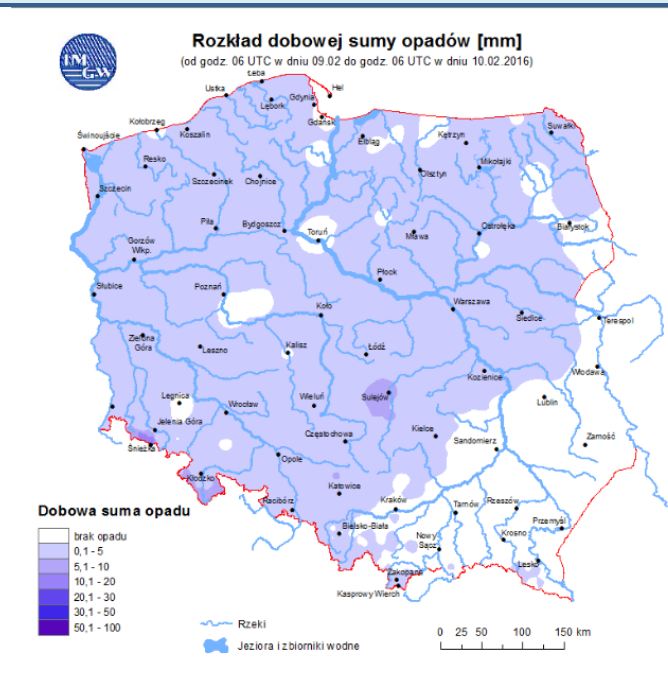 IMGW
Rozkład dobowej sumy opadów [mm]
(od godz. 06 UTC w dniu 09.02 do godz. 06 UTC w dniu 10.02.2016)
Łeba
Ustka
Hel
Gdynia
Lębork
Gdańsk
Kołobrzeg
Koszalin
Elbląg
Kętrzyn
Suwałki
Świnoujście
Resko
Szczecinek
Chojnice
Olsztyn
Mikołajki
Szczecin
Piła
Bydgoszcz
Toruń
Mława
Ostrołęka
Białystok
Gorzów
Wlkp.
Płock
Słubice
Poznań
Koło
Warszawa
Siedlce
Terespol
Zielona
Góra
Leszno
Kalisz
Łódź
Kozienice
Włodawa
Legnica
Wrocław
Wieluń
Sulejów
Lublin
Jelenia Góra
Śnieżka
Częstochowa
Kielce
Sandomierz
Zamość
Opole
Kłodzko
Katowice
Racibórz
Kraków
Tarnów
Rzeszów
Przemyśl
Bielsko-Biała
Nowy
Sącz
Krosno
Lesko
Zakopane
Kasprowy Wierch
Dobowa suma opadu
brak opadu
0,1 - 5
5,1 - 10
10,1 - 20
20,1 - 30
30,1 - 50
50,1 - 100
Rzeki
Jeziora i zbiorniki wodne
0 25 50 100 150 km